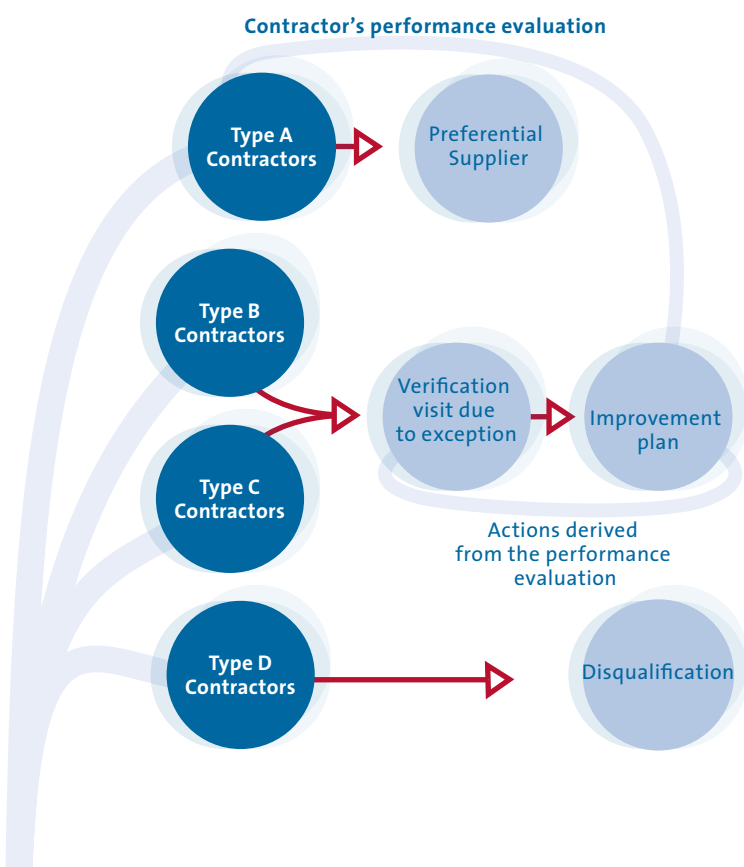 Contractor's performance evaluation
Type A
Contractors
Preferential
Supplier
Type B
Contractors
Verification
visit due
to exception
Improvement
plan
Type C
Contractors
Actions derived
from the performance
evaluation
Type D
Contractors
Disqualification